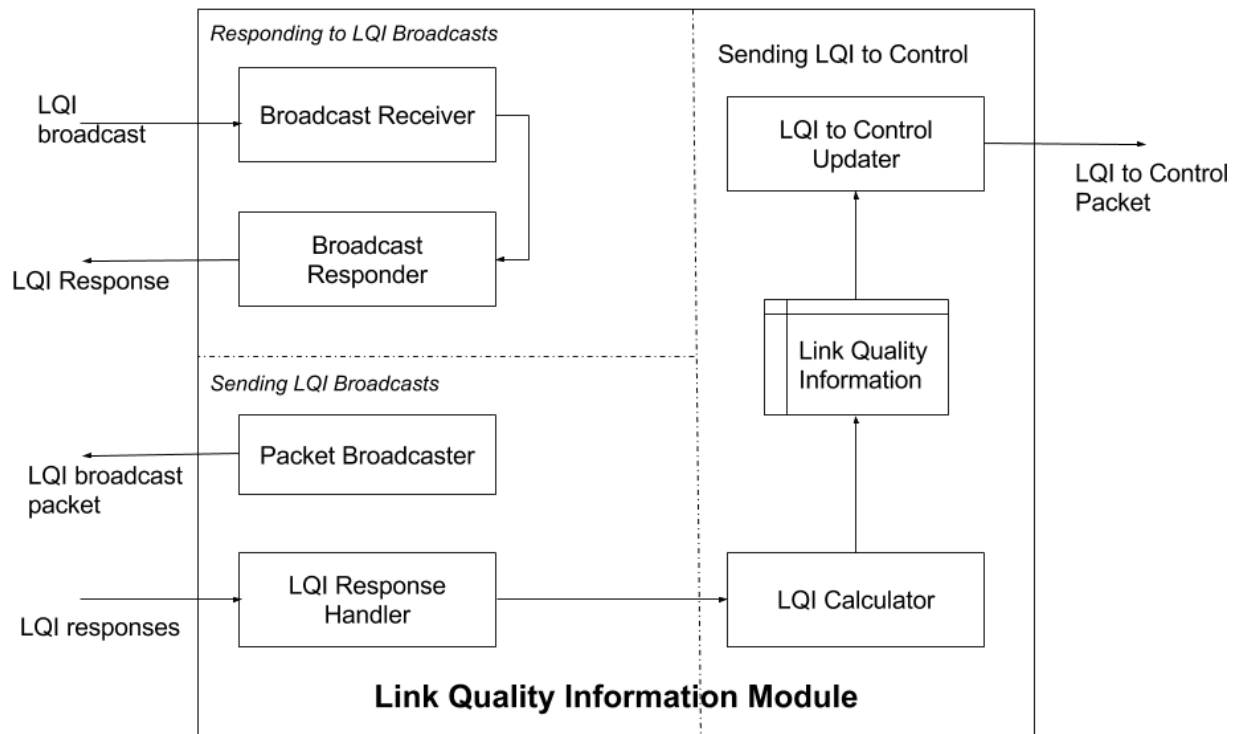 Responding to LQI Broadcasts
LQI
broadcast
Broadcast Receiver
Broadcast
Responder
LQI Response
Sending LQI Broadcasts
Packet Broadcaster
LQI broadcast
packet
LQI Response
Handler
LQI responses
Sending LQI to Control
LQI to Control
Updater
LQI to Control
Packet
Link Quality
Information
LQI Calculator
Link Quality Information Module